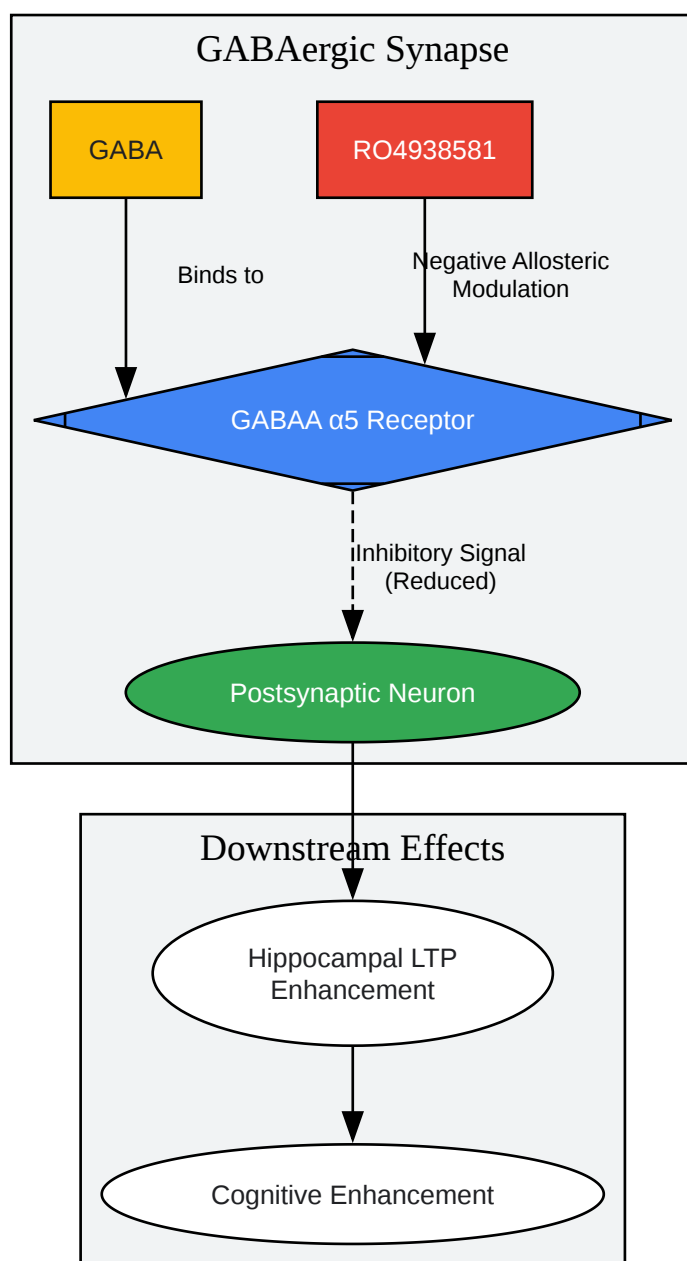 GABAergic Synapse
GABA
RO4938581
Binds to
Negative Allosteric
Modulation
GABAA α5 Receptor
Inhibitory Signal
(Reduced)
Postsynaptic Neuron
Downstream Effects
Hippocampal LTP
Enhancement
Cognitive Enhancement